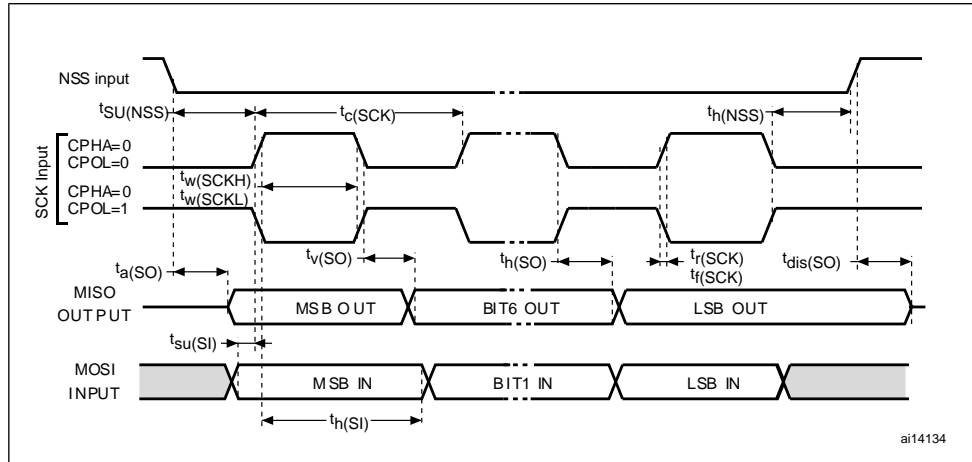 NSS input
tSU(NSS)
tc(SCK)
th(NSS)
SCK Input
CPHA=0
CPOL=0
tw(SCKH)
CPHA=0
tw(SCKL)
CPOL=1
tv(SO)
th(SO)
tr(SCK)
tf(SCK)
ta(SO)
tdis(SO)
MISO
OUTPUT
MSB OUT
BIT6 OUT
LSB OUT
tsu(SI)
MOSI
INPUT
MSB IN
BIT1 IN
LSB IN
th(SI)
ai14134